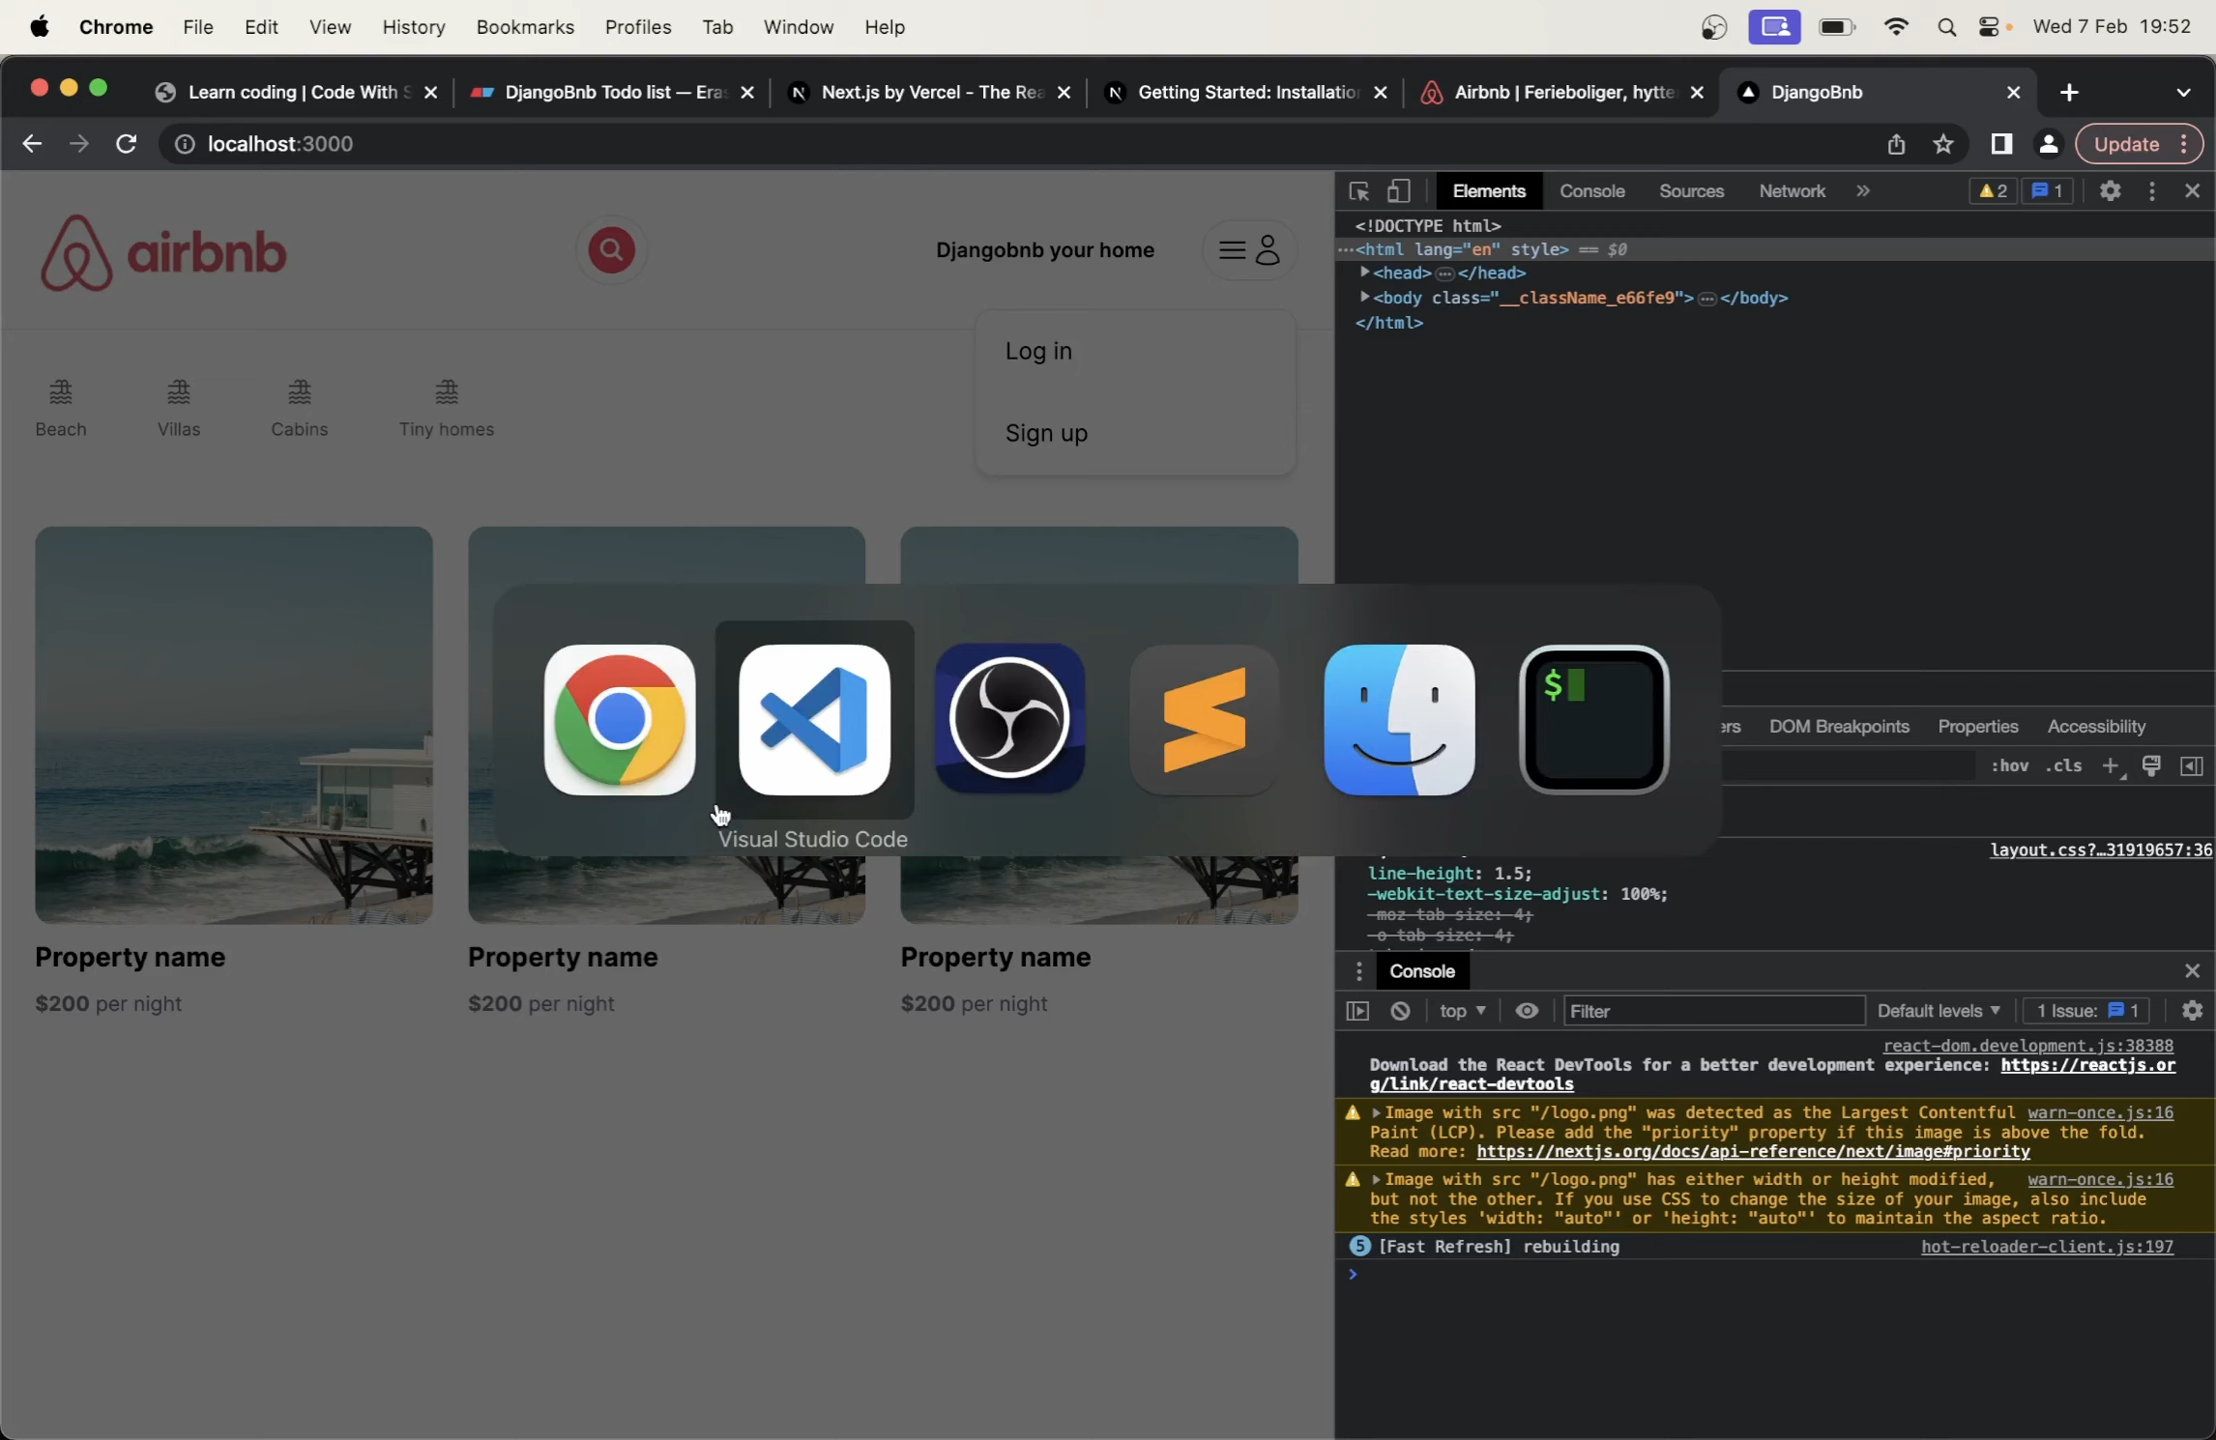 Chrome File Edit View History Bookmarks Profiles Tab Window Help Wed 7 Feb 19:52
Learn coding | Code With S DjangoBnb Todo list — Eras Next.js by Vercel - The Rea Getting Started: Installation Airbnb | Ferieboliger, hytte DjangoBnb
localhost:3000 Update
airbnb
Djangobnb your home
Log in
Sign up
Beach Villas Cabins Tiny homes
Property name Property name Property name
$200 per night $200 per night $200 per night
Visual Studio Code
$
Elements Console Sources Network » 2 1
<!DOCTYPE html>
<html lang="en" style> == $0
<head> </head>
<body class="__className_e66fe9"> </body>
</html>
DOM Breakpoints Properties Accessibility
:hov .cls
layout.css?…31919657:36
line-height: 1.5;
-webkit-text-size-adjust: 100%;
-moz-tab-size: 4;
-o-tab-size: 4;
Console
top Filter Default levels 1 Issue: 1
react-dom.development.js:38388
Download the React DevTools for a better development experience: https://reactjs.or
g/link/react-devtools
Image with src "/logo.png" was detected as the Largest Contentful warn-once.js:16
Paint (LCP). Please add the "priority" property if this image is above the fold.
Read more: https://nextjs.org/docs/api-reference/next/image#priority
Image with src "/logo.png" has either width or height modified, warn-once.js:16
but not the other. If you use CSS to change the size of your image, also include
the styles 'width: "auto"' or 'height: "auto"' to maintain the aspect ratio.
5 [Fast Refresh] rebuilding hot-reloader-client.js:197